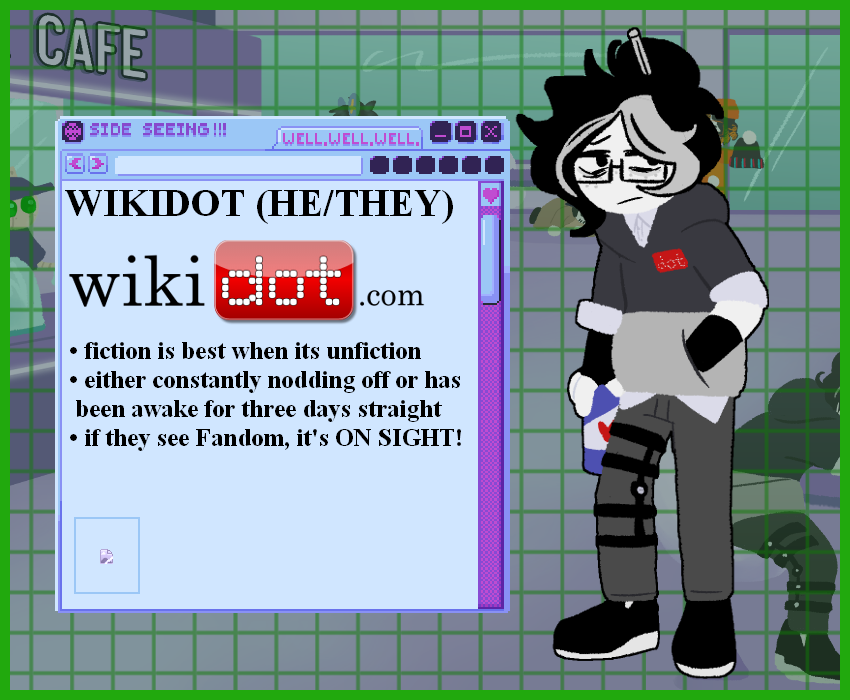 CAFE
SIDE SEEING!!!
WELL.WELL.WELL.
WIKIDOT (HE/THEY)
wikidot.com
• fiction is best when its unfiction
• either constantly nodding off or has
been awake for three days straight
• if they see Fandom, it's ON SIGHT!
dot